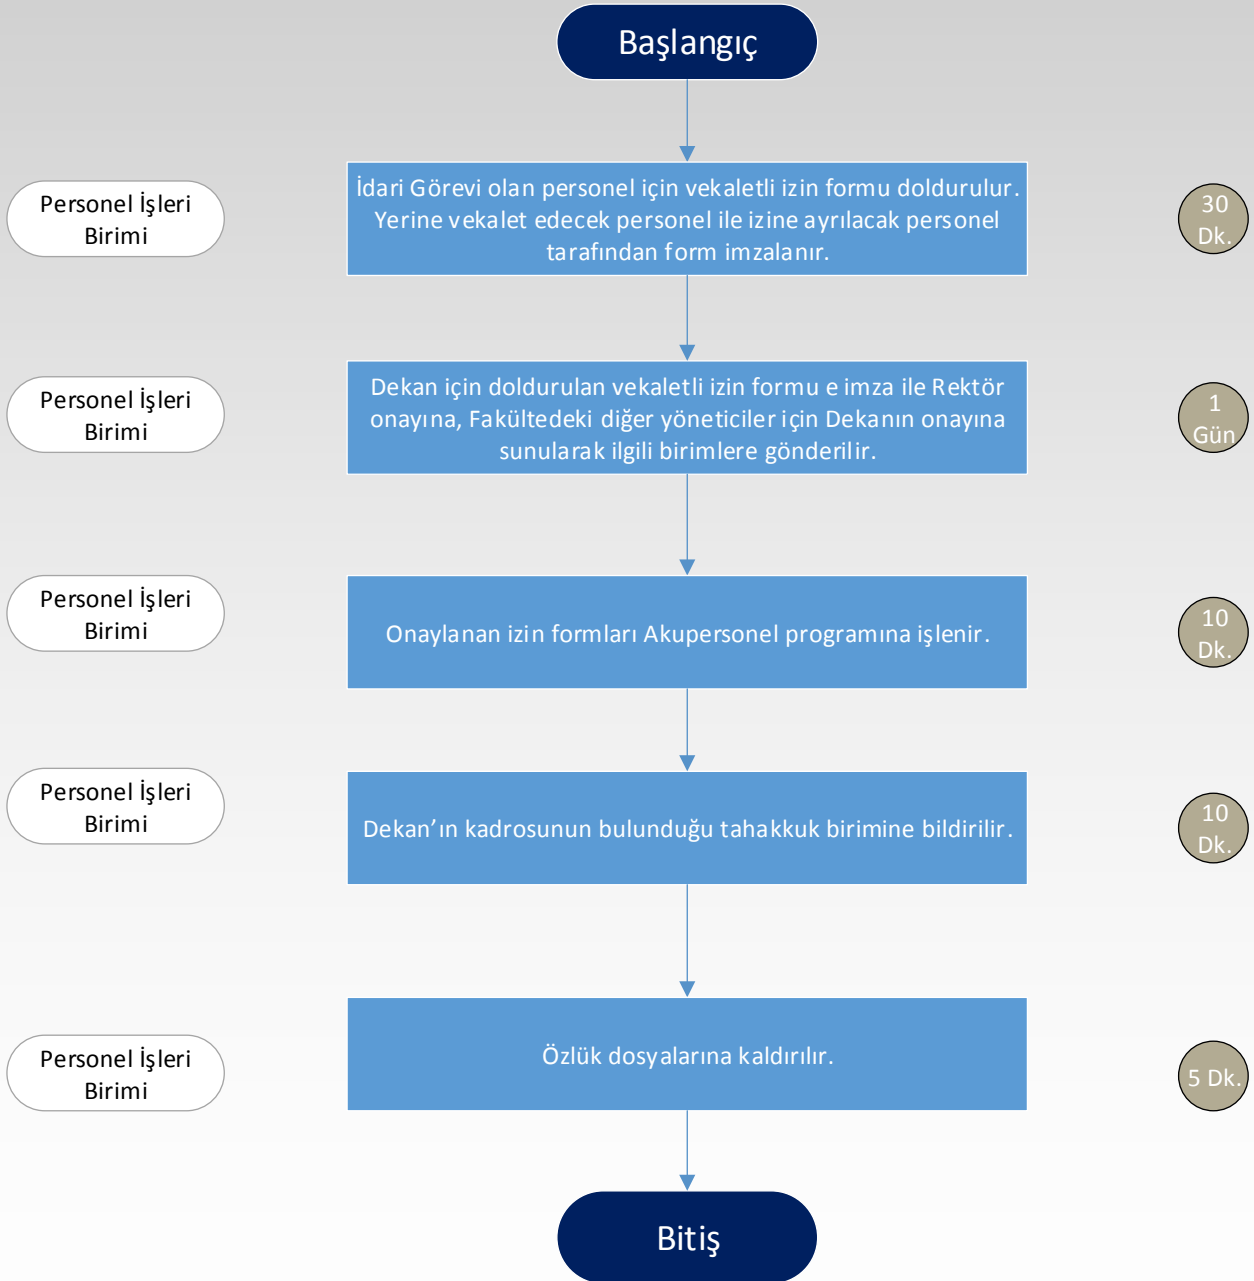 Başlangıç
Personel İşleri
Birimi
İdari Görevi olan personel için vekaletli izin formu doldurulur.
Yerine vekalet edecek personel ile izine ayrılacak personel
tarafından form imzalanır.
30
Dk.
Personel İşleri
Birimi
Dekan için doldurulan vekaletli izin formu e imza ile Rektör
onayına, Fakültedeki diğer yöneticiler için Dekanın onayına
sunularak ilgili birimlere gönderilir.
1
Gün
Personel İşleri
Birimi
Onaylanan izin formları Akupersonel programına işlenir.
10
Dk.
Personel İşleri
Birimi
Dekan’ın kadrosunun bulunduğu tahakkuk birimine bildirilir.
10
Dk.
Personel İşleri
Birimi
Özlük dosyalarına kaldırılır.
5 Dk.
Bitiş